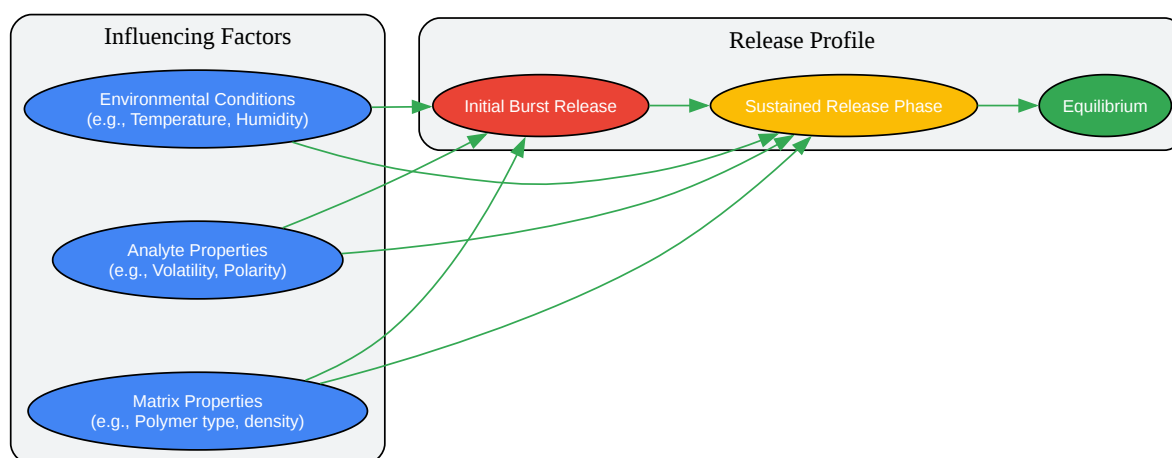 Influencing Factors
Environmental Conditions
(e.g., Temperature, Humidity)
Analyte Properties
(e.g., Volatility, Polarity)
Matrix Properties
(e.g., Polymer type, density)
Release Profile
Initial Burst Release
Sustained Release Phase
Equilibrium